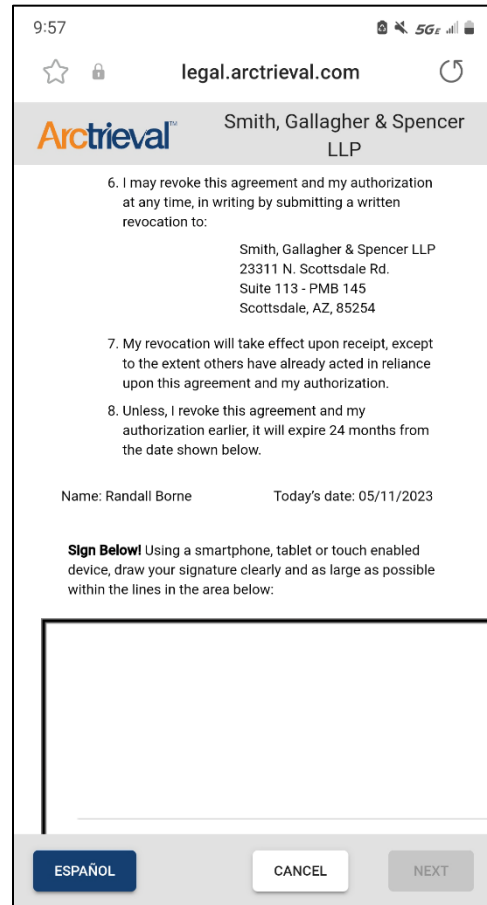 9:57
5GE
legal.arctrieval.com
Arctrieval™
Smith, Gallagher & Spencer
LLP
6. I may revoke this agreement and my authorization
at any time, in writing by submitting a written
revocation to:
Smith, Gallagher & Spencer LLP
23311 N. Scottsdale Rd.
Suite 113 - PMB 145
Scottsdale, AZ, 85254
7. My revocation will take effect upon receipt, except
to the extent others have already acted in reliance
upon this agreement and my authorization.
8. Unless, I revoke this agreement and my
authorization earlier, it will expire 24 months from
the date shown below.
Name: Randall Borne Today's date: 05/11/2023
Sign Below! Using a smartphone, tablet or touch enabled
device, draw your signature clearly and as large as possible
within the lines in the area below:
ESPAÑOL CANCEL NEXT